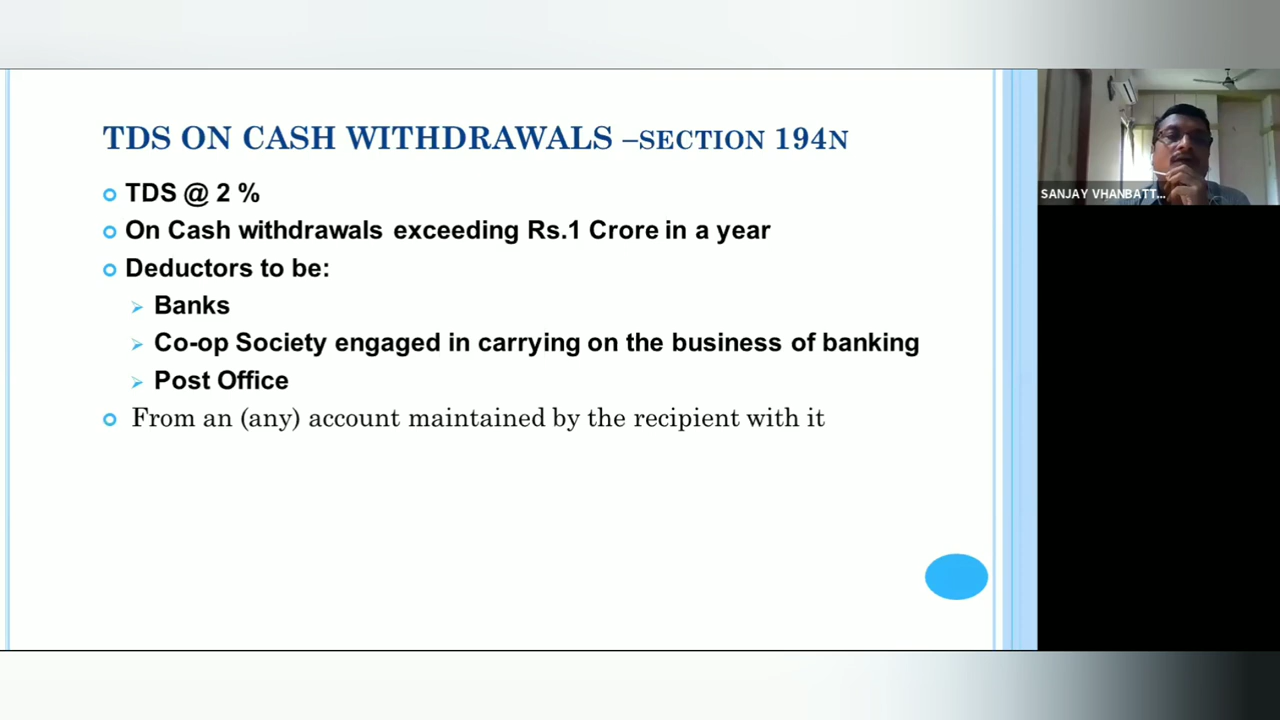 TDS ON CASH WITHDRAWALS –SECTION 194N
TDS @ 2 %
On Cash withdrawals exceeding Rs.1 Crore in a year
Deductors to be:
Banks
Co-op Society engaged in carrying on the business of banking
Post Office
From an (any) account maintained by the recipient with it
SANJAY VHANBATT...